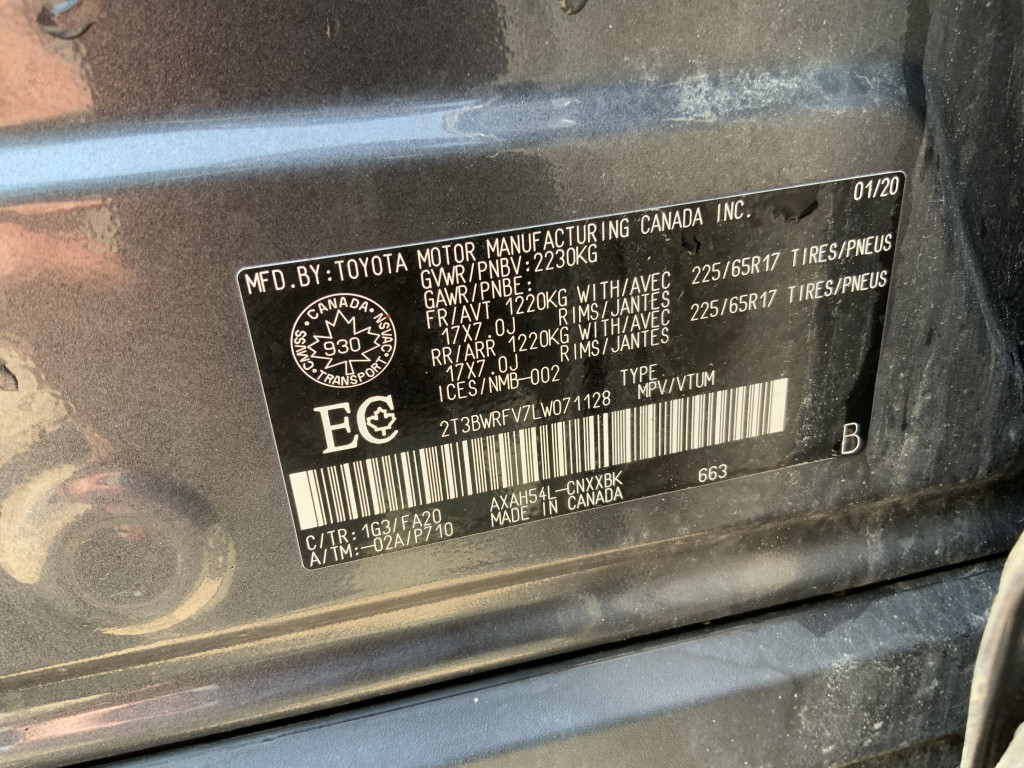 01/20
MFD.BY:TOYOTA MOTOR MANUFACTURING CANADA INC.
GVWR/PNBV:2230KG
GAWR/PNBE:
FR/AVT 1220KG WITH/AVEC 225/65R17 TIRES/PNEUS
17X7.0J RIMS/JANTES
RR/ARR 1220KG WITH/AVEC 225/65R17 TIRES/PNEUS
17X7.0J RIMS/JANTES
ICES/NMB-002 TYPE
2T3BWRFV7LW071128 MPV/VTUM
CANADA
NSVAC
TRANSPORT
CMVSS
930
EC
B
C/TR:1G3/FA20 AXAH54L-CNXXBK 663
A/TM:-02A/P710 MADE IN CANADA